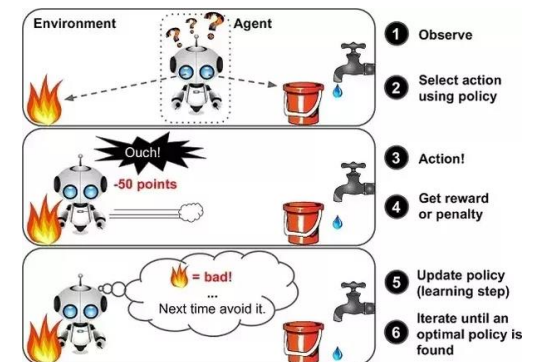 Environment
Agent
? ? ?
1 Observe
2 Select action
using policy
Ouch!
-50 points
3 Action!
4 Get reward
or penalty
= bad!
...
Next time avoid it.
5 Update policy
(learning step)
6 Iterate until an
optimal policy is
found